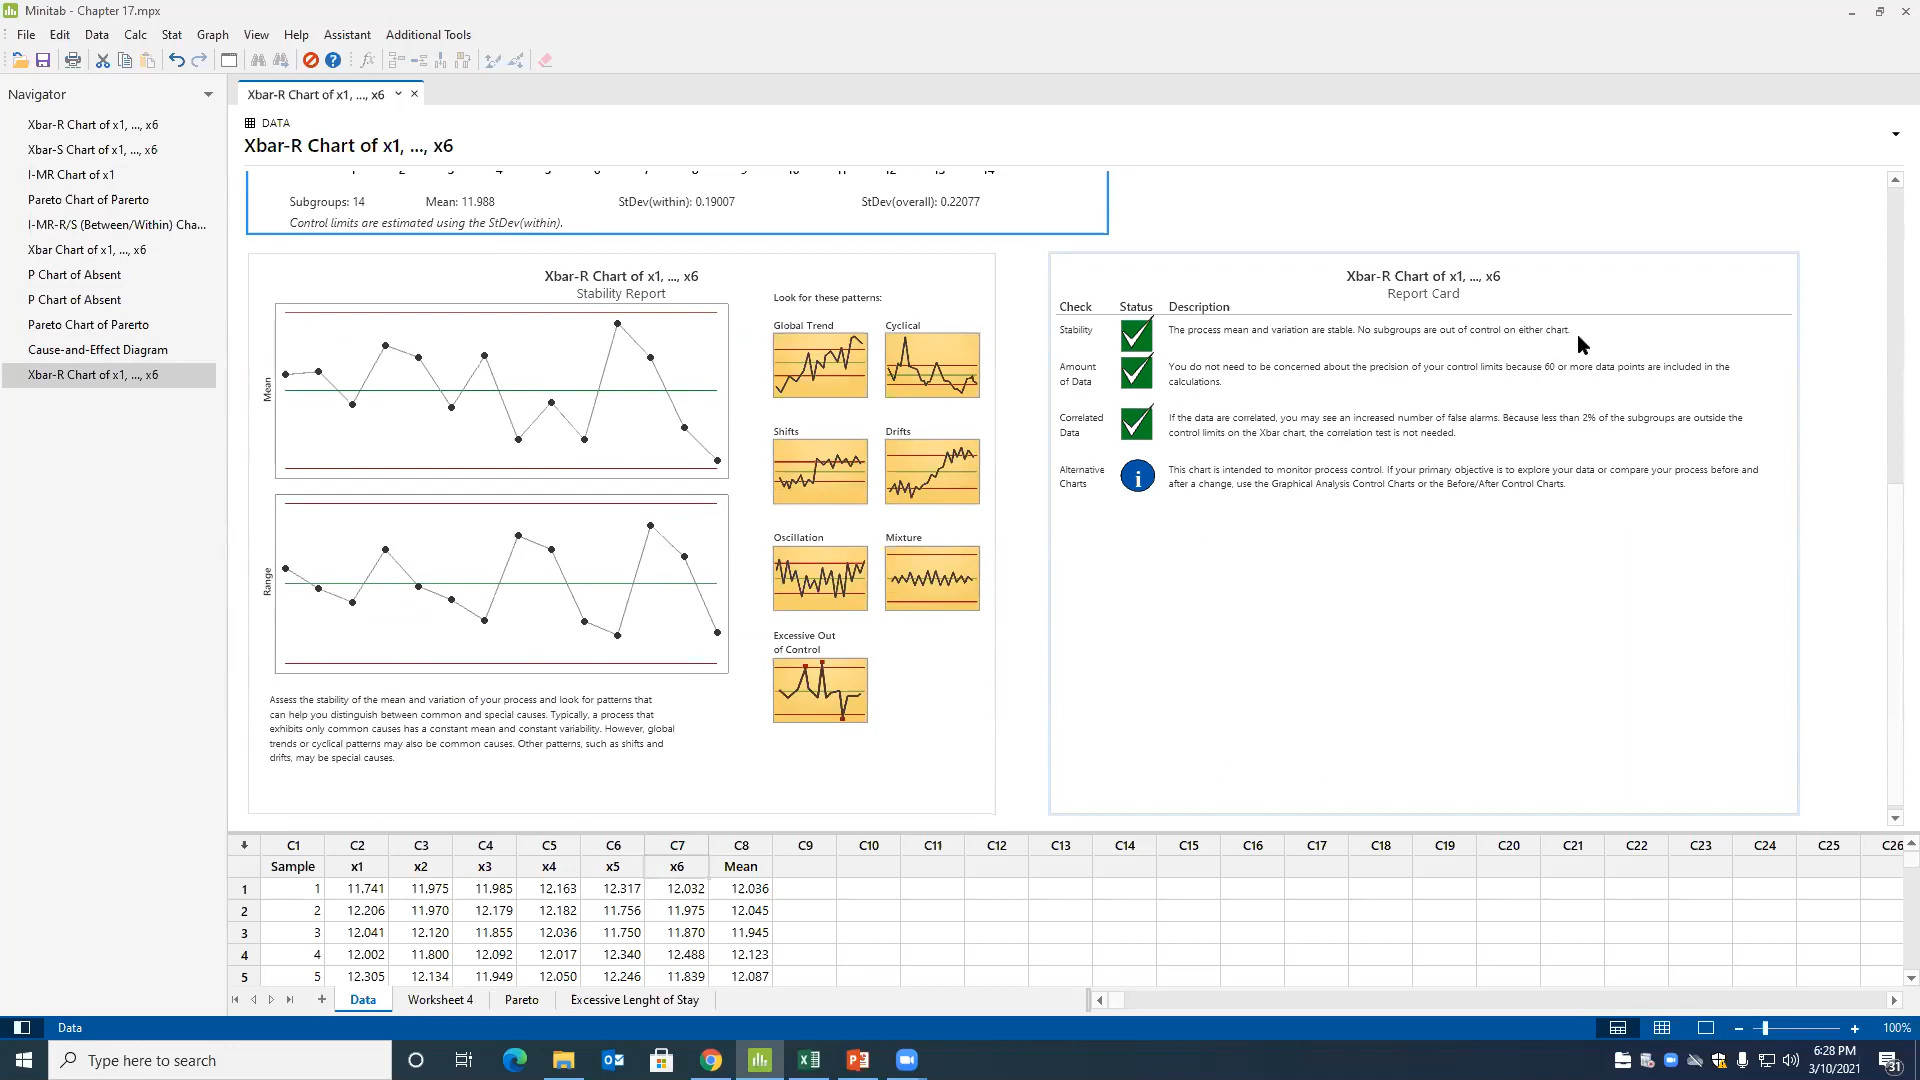 Minitab - Chapter 17.mpx
File Edit Data Calc Stat Graph View Help Assistant Additional Tools
Navigator
Xbar-R Chart of x1, ..., x6
Xbar-S Chart of x1, ..., x6
I-MR Chart of x1
Pareto Chart of Parerto
I-MR-R/S (Between/Within) Cha...
Xbar Chart of x1, ..., x6
P Chart of Absent
P Chart of Absent
Pareto Chart of Parerto
Cause-and-Effect Diagram
Xbar-R Chart of x1, ..., x6
Xbar-R Chart of x1, ..., x6
DATA
Xbar-R Chart of x1, ..., x6
Subgroups: 14 Mean: 11.988 StDev(within): 0.19007 StDev(overall): 0.22077
Control limits are estimated using the StDev(within).
Xbar-R Chart of x1, ..., x6
Stability Report
Mean
Range
Look for these patterns:
Global Trend Cyclical
Shifts Drifts
Oscillation Mixture
Excessive Out
of Control
Assess the stability of the mean and variation of your process and look for patterns that
can help you distinguish between common and special causes. Typically, a process that
exhibits only common causes has a constant mean and constant variability. However, global
trends or cyclical patterns may also be common causes. Other patterns, such as shifts and
drifts, may be special causes.
Xbar-R Chart of x1, ..., x6
Report Card
Check Status Description
Stability The process mean and variation are stable. No subgroups are out of control on either chart.
Amount
of Data
You do not need to be concerned about the precision of your control limits because 60 or more data points are included in the
calculations.
Correlated
Data
If the data are correlated, you may see an increased number of false alarms. Because less than 2% of the subgroups are outside the
control limits on the Xbar chart, the correlation test is not needed.
Alternative
Charts
This chart is intended to monitor process control. If your primary objective is to explore your data or compare your process before and
after a change, use the Graphical Analysis Control Charts or the Before/After Control Charts.
C1 C2 C3 C4 C5 C6 C7 C8 C9 C10 C11 C12 C13 C14 C15 C16 C17 C18 C19 C20 C21 C22 C23 C24 C25 C26
Sample x1 x2 x3 x4 x5 x6 Mean
1 1 11.741 11.975 11.985 12.163 12.317 12.032 12.036
2 2 12.206 11.970 12.179 12.182 11.756 11.975 12.045
3 3 12.041 12.120 11.855 12.036 11.750 11.870 11.945
4 4 12.002 11.800 12.092 12.017 12.340 12.488 12.123
5 5 12.305 12.134 11.949 12.050 12.246 11.839 12.087
Data Worksheet 4 Pareto Excessive Lenght of Stay
Data
100%
Type here to search
6:28 PM
3/10/2021
31